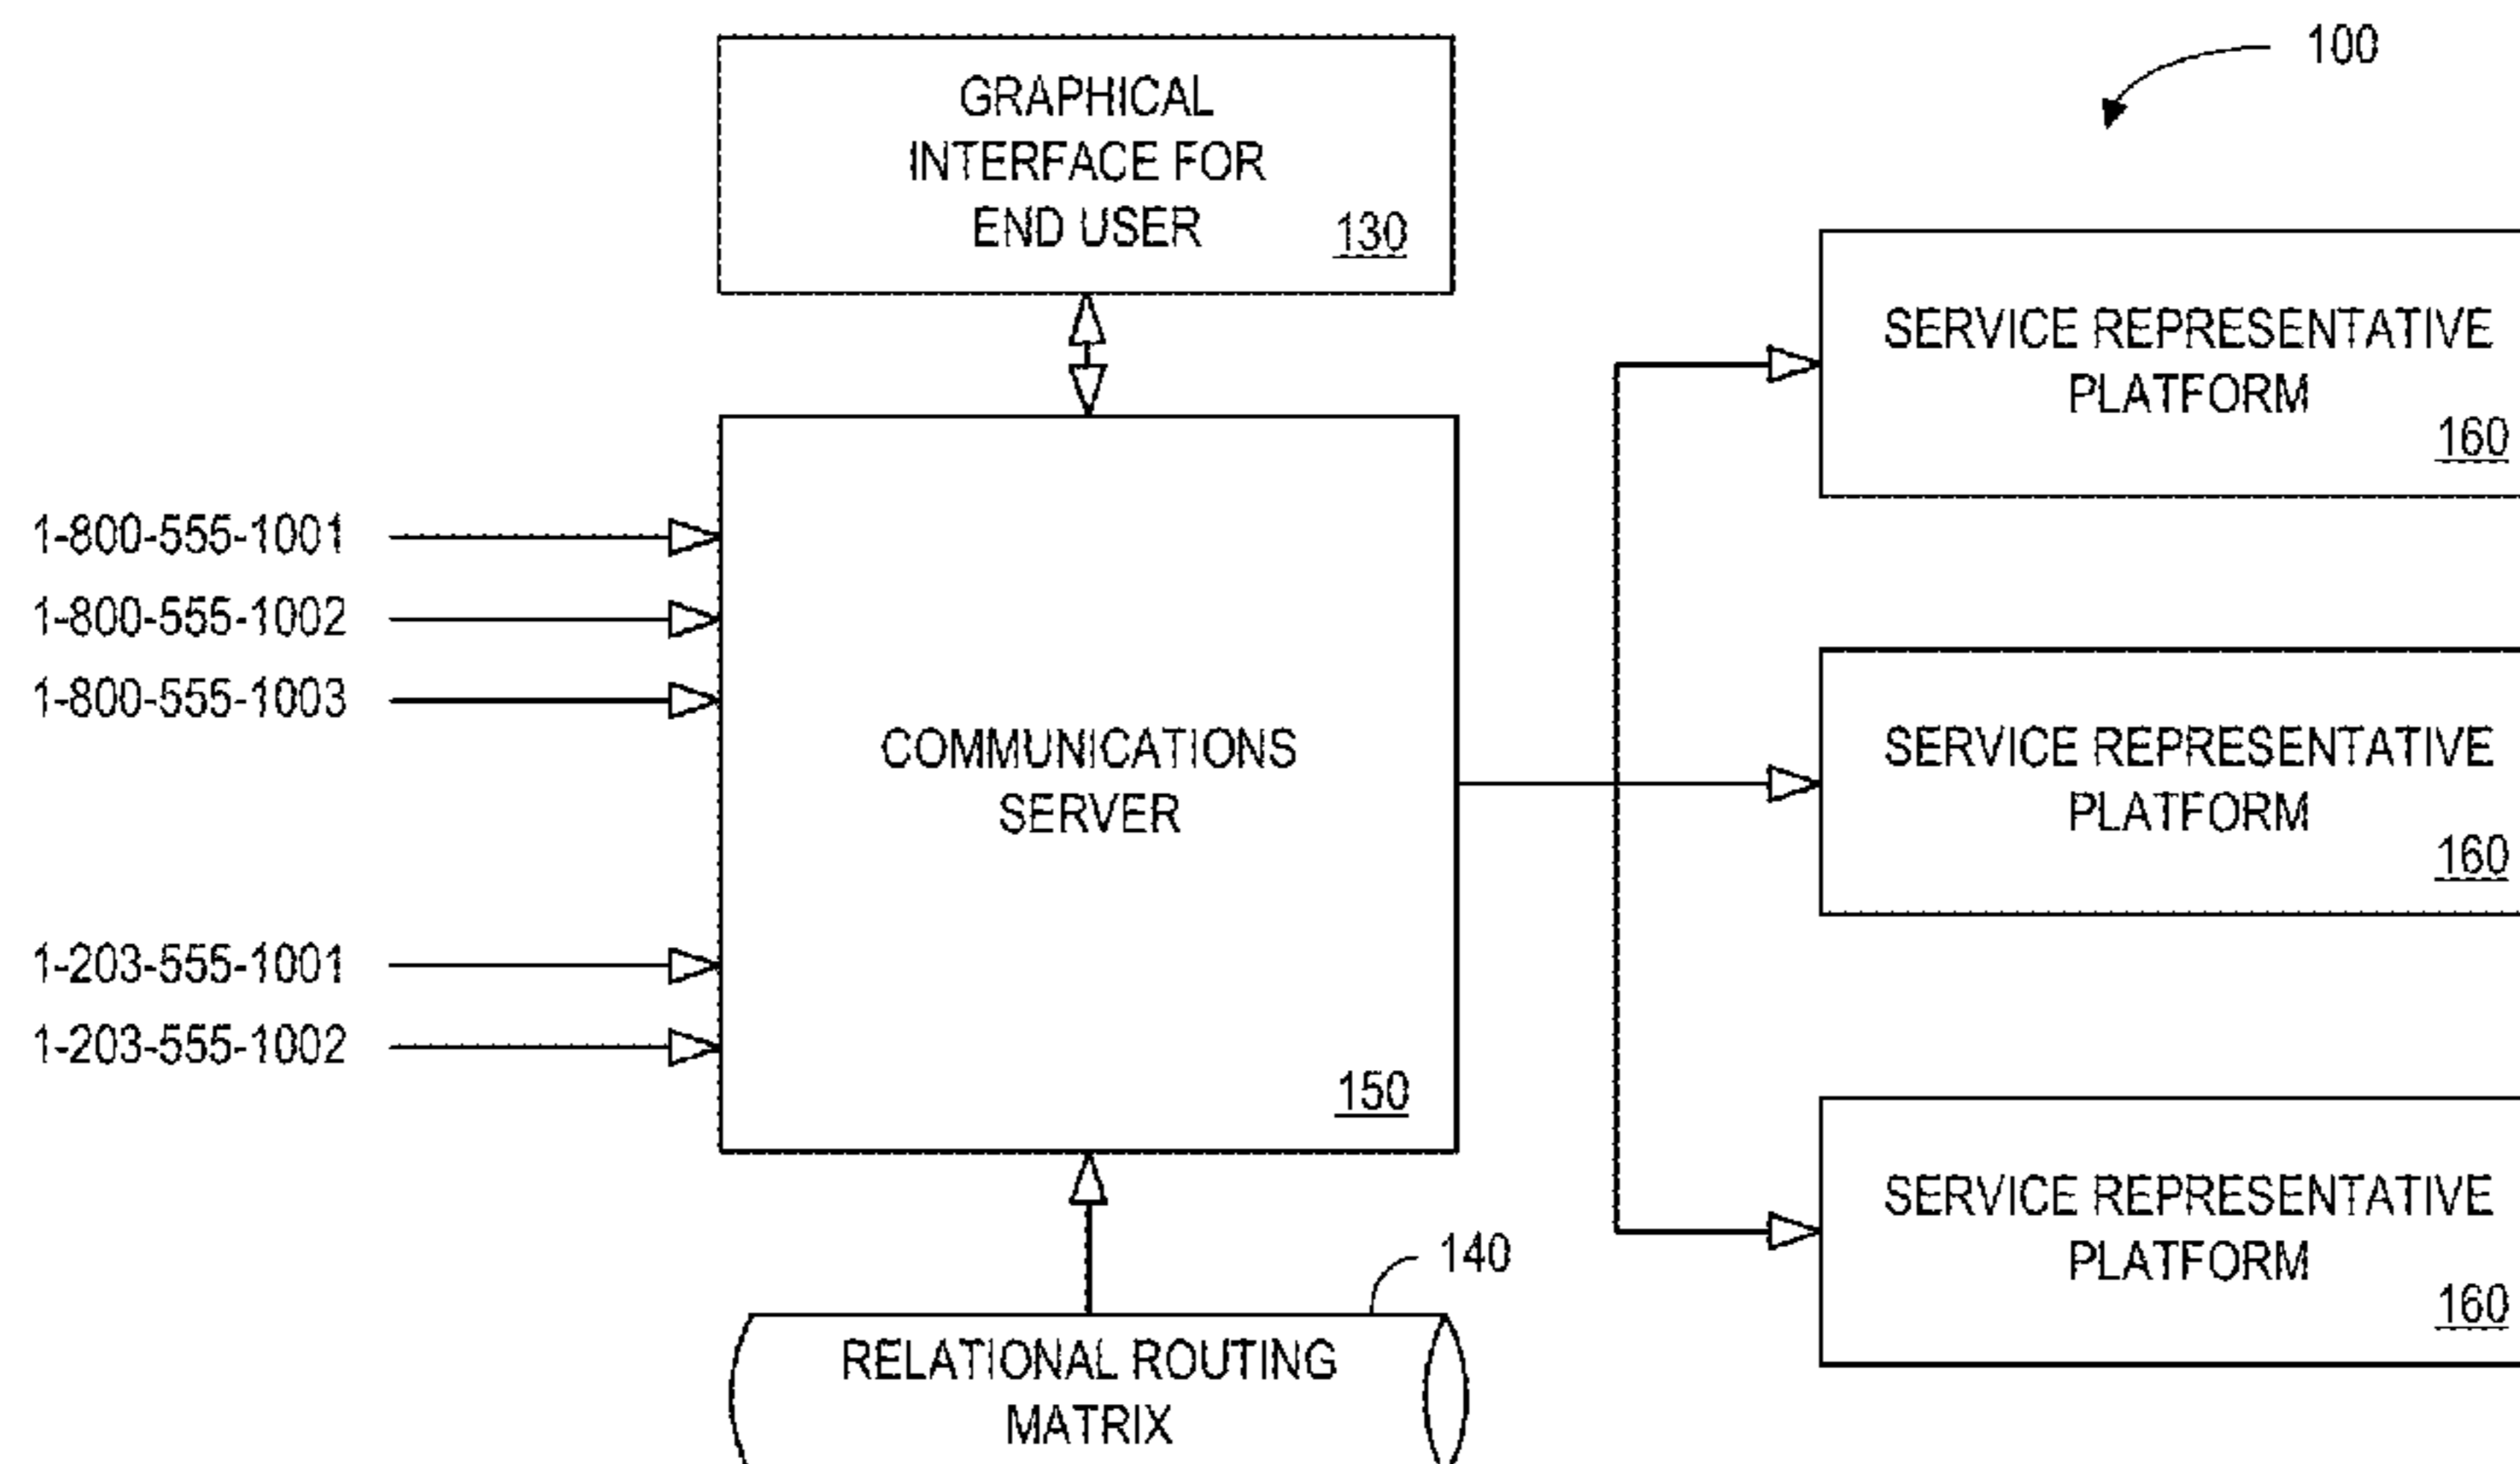 100
GRAPHICAL
INTERFACE FOR
END USER
130
SERVICE REPRESENTATIVE
PLATFORM
160
1-800-555-1001
1-800-555-1002
1-800-555-1003
COMMUNICATIONS
SERVER
150
1-203-555-1001
1-203-555-1002
SERVICE REPRESENTATIVE
PLATFORM
160
SERVICE REPRESENTATIVE
PLATFORM
160
140
RELATIONAL ROUTING
MATRIX